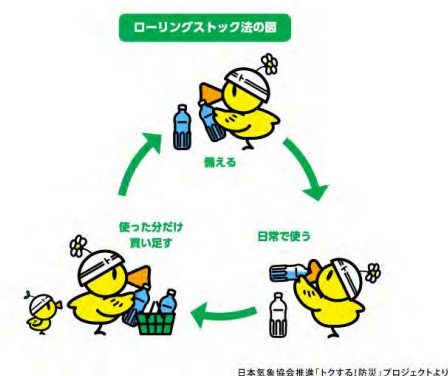 ローリングストック法の図
備える
使った分だけ
買い足す
日常で使う
日本気象協会推進「トクする!防災」プロジェクトより